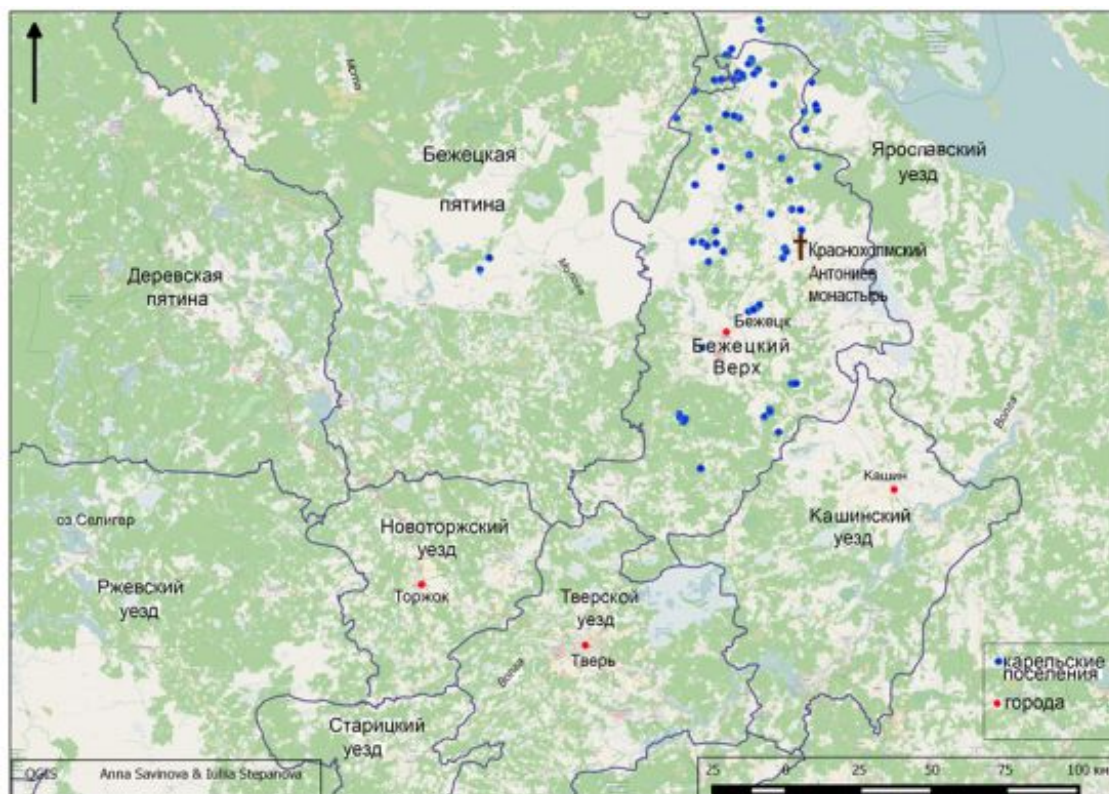 Мста
Бежецкая
пятина
Ярославский
уезд
Деревская
пятина
Молога
Краснохолмский
Антониев
монастырь
Бежецк
Бежецкий
Верх
Волга
Кашин
Кашинский
уезд
оз Селигер
Новоторжский
уезд
Торжок
Ржевский
уезд
Тверской
уезд
Тверь
Волга
Старицкий
уезд
карельские
поселения
города
QGIS Anna Savinova & Iuliia Stepanova
25 0 25 50 75 100 км